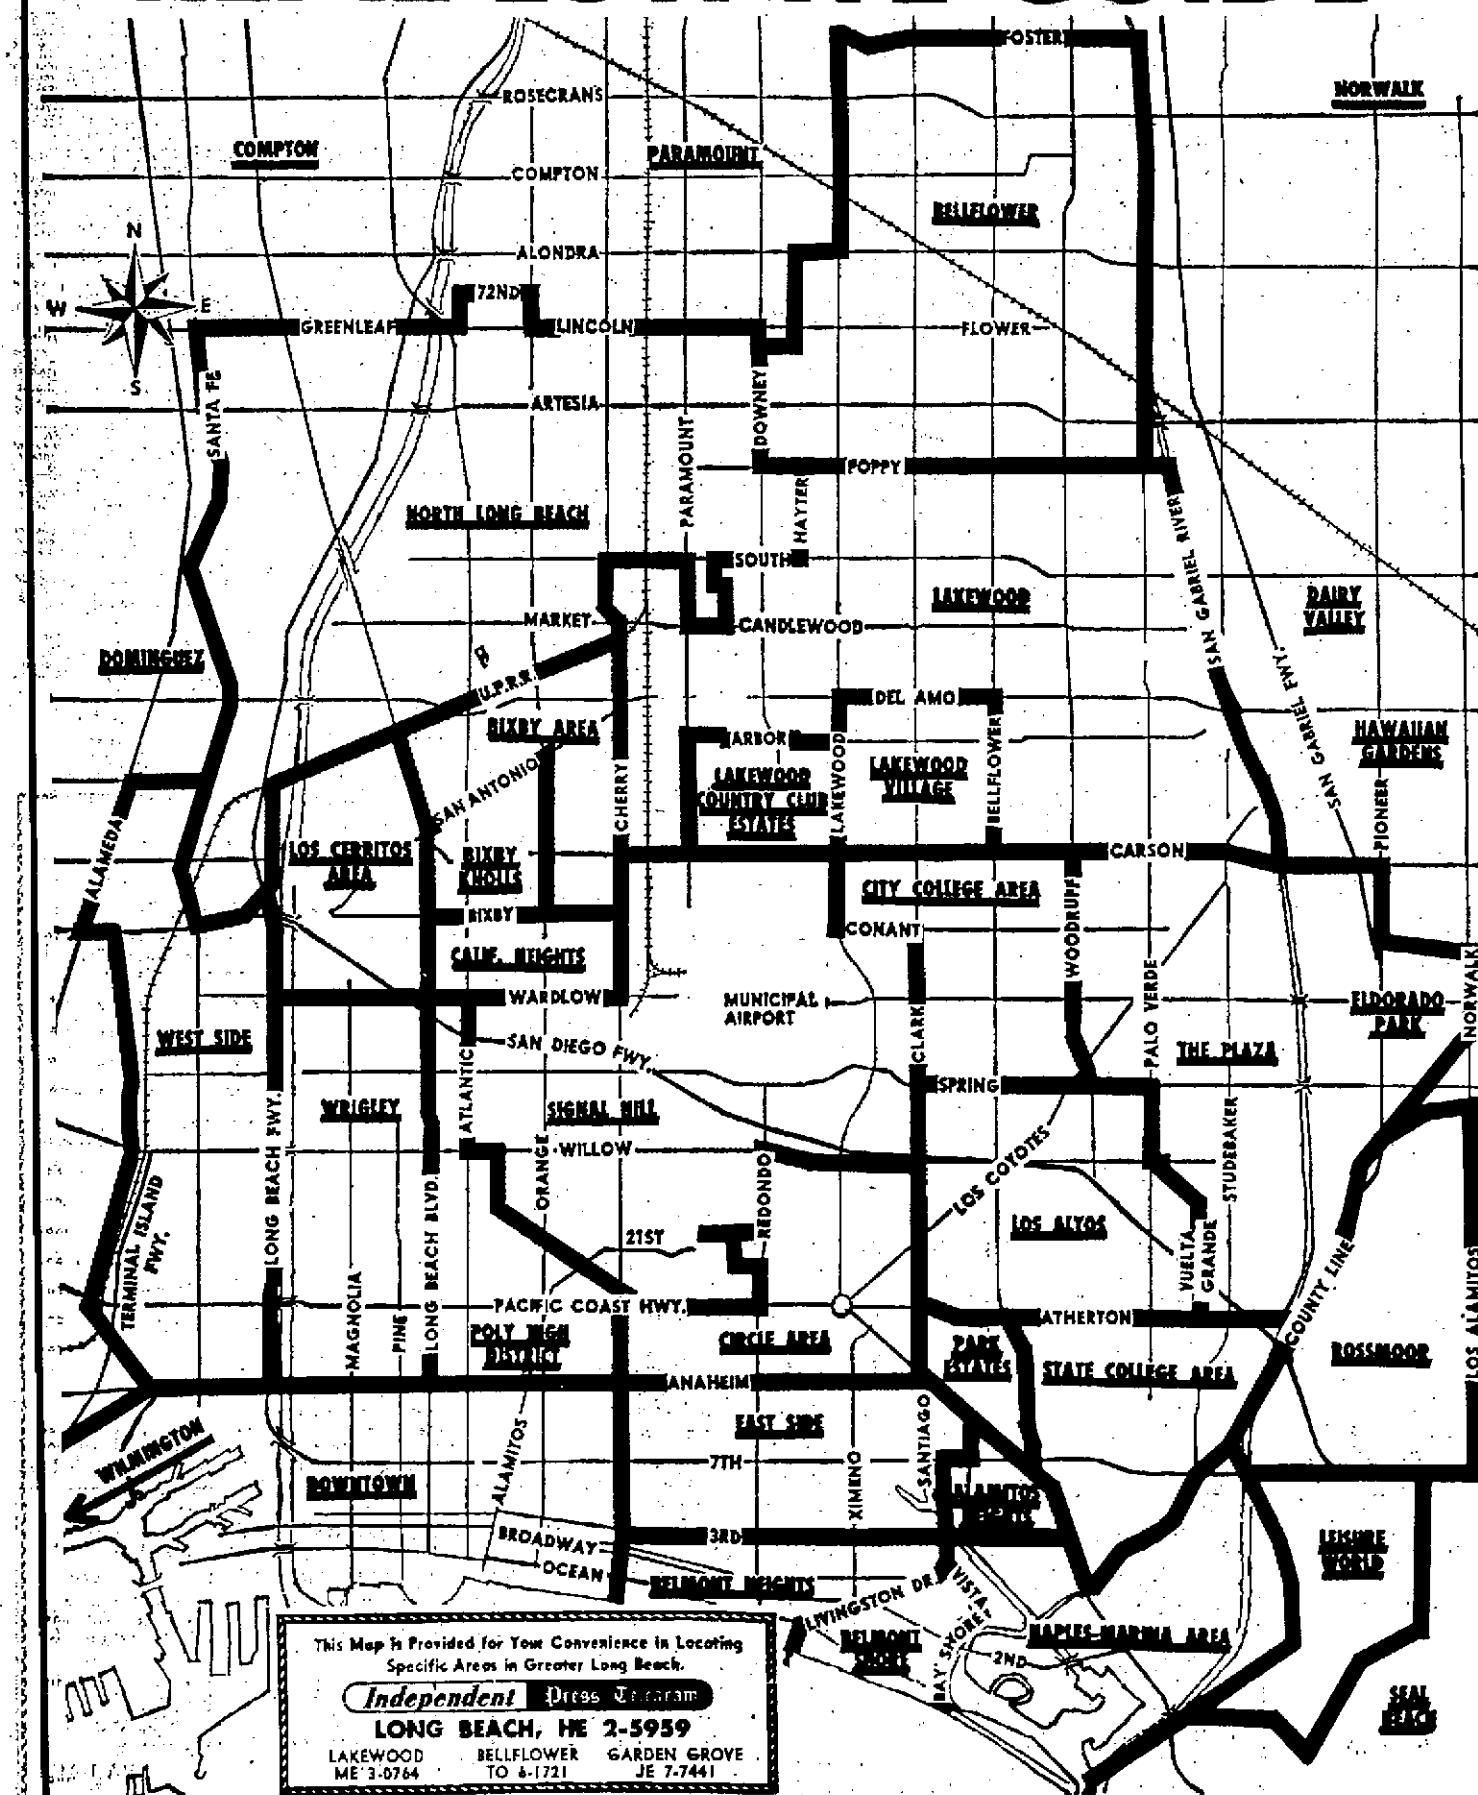 FOSTER
NORWALK
ROSECRANS
COMPTON
PARAMOUNT
COMPTON
BELLFLOWER
N
ALONDRA
W
E
72ND
GREENLEAF
LINCOLN
FLOWER
S
SANTA FE
ARTESIA
DOWNEY
PARAMOUNT
POPPY
HAYTER
NORTH LONG BEACH
SAN GABRIEL RIVER
SOUTH
LAKEWOOD
DAIRY
VALLEY
MARKET
CANDLEWOOD
DOMINGUEZ
U.P.R.R.
DEL AMO
SAN GABRIEL FWY.
BIXBY AREA
HAWAIIAN
GARDENS
ARBOR
LAKEWOOD
BELLFLOWER
SAN ANTONIO
CHERRY
LAKEWOOD
COUNTRY CLUB
ESTATES
LAKEWOOD
VILLAGE
PIONEER
ALAMEDA
LOS CERRITOS
AREA
BIXBY
KNOLLS
CARSON
CITY COLLEGE AREA
BIXBY
CONANT
WOODRUFF
CALIF. HEIGHTS
WARDLOW
MUNICIPAL
AIRPORT
PALO VERDE
ELDORADO
PARK
NORWALK
WEST SIDE
SAN DIEGO FWY.
CLARK
THE PLAZA
ATLANTIC
SPRING
WRIGLEY
SIGNAL HILL
LONG BEACH FWY.
ORANGE
WILLOW
STUDEBAKER
LOS COYOTES
REDONDO
TERMINAL ISLAND
FWY.
LONG BEACH BLVD.
21ST
LOS ALTOS
VUELTA
GRANDE
COUNTY LINE
LOS ALAMITOS
MAGNOLIA
PINE
PACIFIC COAST HWY.
ATHERTON
POLY HIGH
DISTRICT
CIRCLE AREA
PARK
ESTATES
STATE COLLEGE AREA
ROSSMOOR
ANAHEIM
EAST SIDE
SANTIAGO
WILMINGTON
ALAMITOS
7TH
XIMENO
DOWNTOWN
ALAMITOS
HEIGHTS
BROADWAY
3RD
LEISURE
WORLD
OCEAN
BELMONT HEIGHTS
LIVINGSTON DR.
VISTA
BAY SHORE
BELMONT
SHORE
NAPLES-MARINA AREA
2ND
SEAL
BEACH
This Map is Provided for Your Convenience in Locating
Specific Areas in Greater Long Beach.
Independent Press Telegram
LONG BEACH, HE 2-5959
LAKEWOOD BELLFLOWER GARDEN GROVE
ME 3-0764 TO 6-1721 JE 7-7441